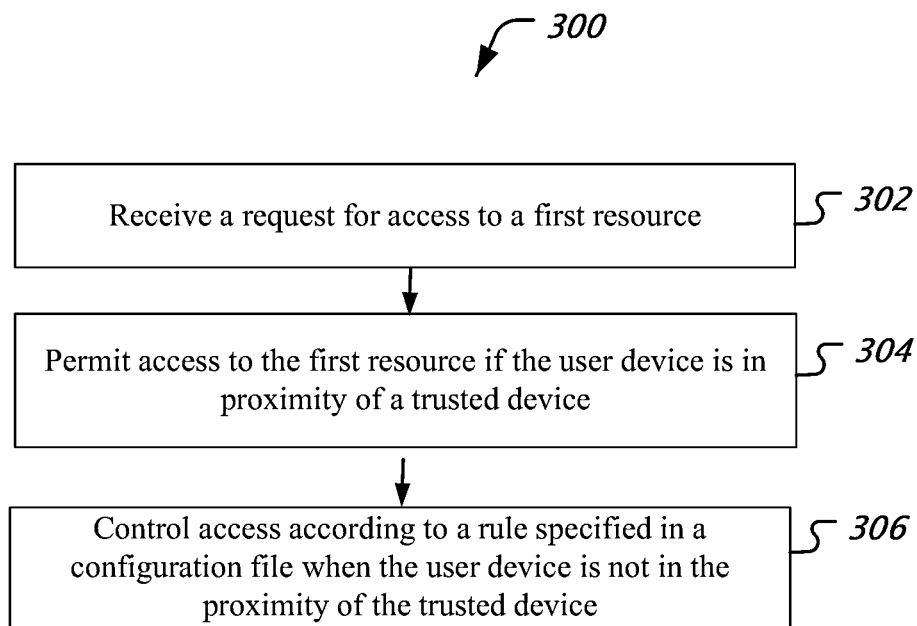 300
Receive a request for access to a first resource
302
Permit access to the first resource if the user device is in
proximity of a trusted device
304
Control access according to a rule specified in a
configuration file when the user device is not in the
proximity of the trusted device
306